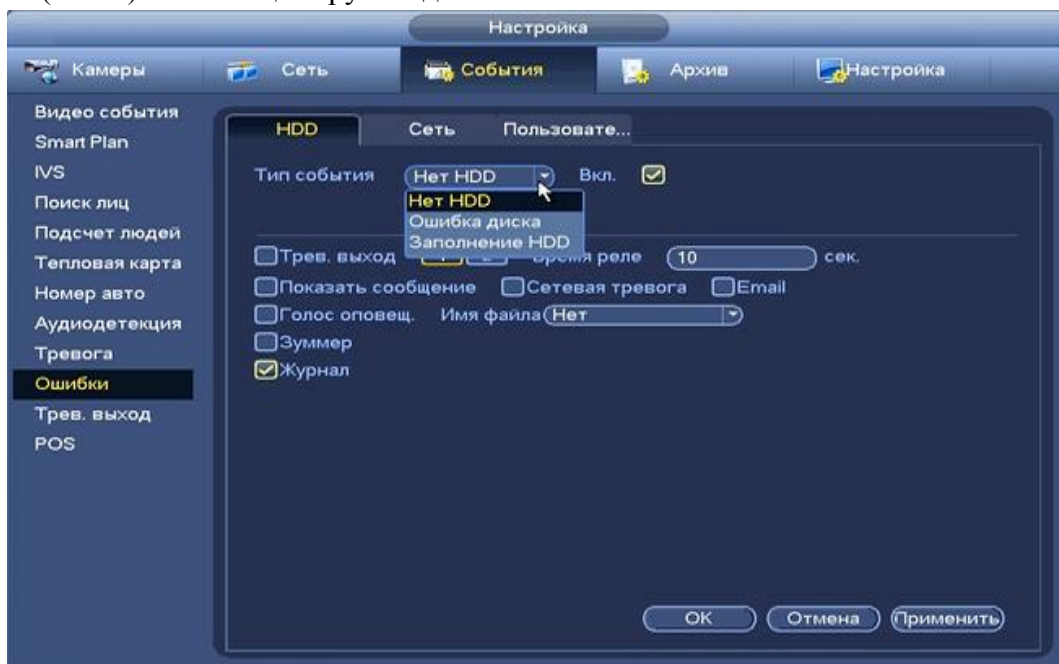 Настройка
Камеры Сеть События Архив Настройка
Видео события
Smart Plan
IVS
Поиск лиц
Подсчет людей
Тепловая карта
Номер авто
Аудиодетекция
Тревога
Ошибки
Трев. выход
POS
HDD Сеть Пользовате...
Тип события Нет HDD Вкл.
Нет HDD
Ошибка диска
Заполнение HDD
Трев. выход Время реле 10 сек.
Показать сообщение Сетевая тревога Email
Голос оповещ. Имя файла Нет
Зуммер
Журнал
OK Отмена Применить